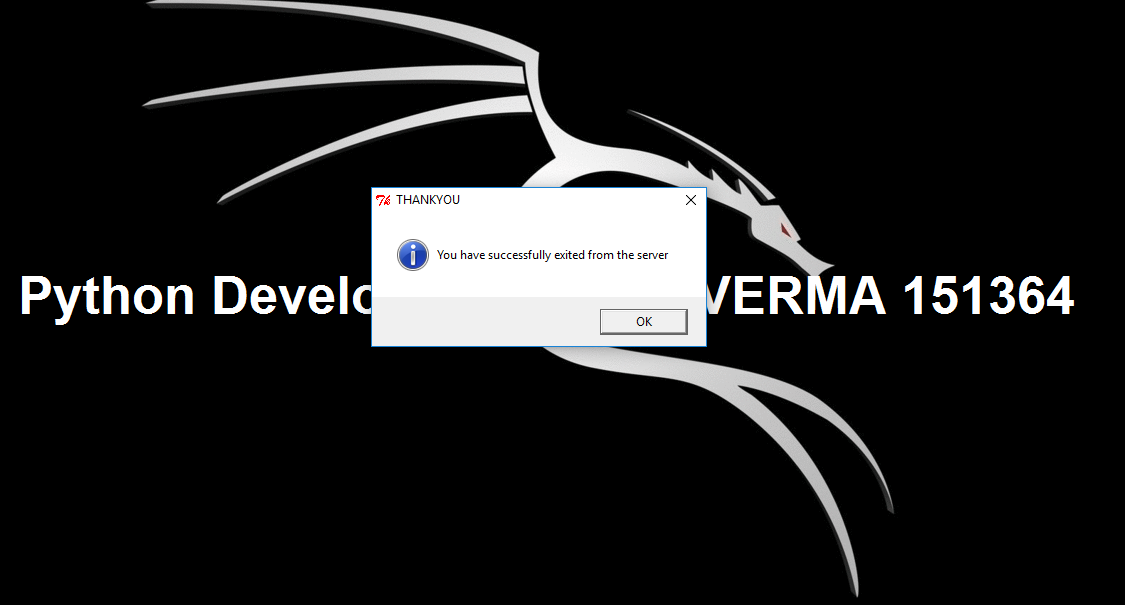 THANKYOU
You have successfully exited from the server
Python Develo VERMA 151364
OK